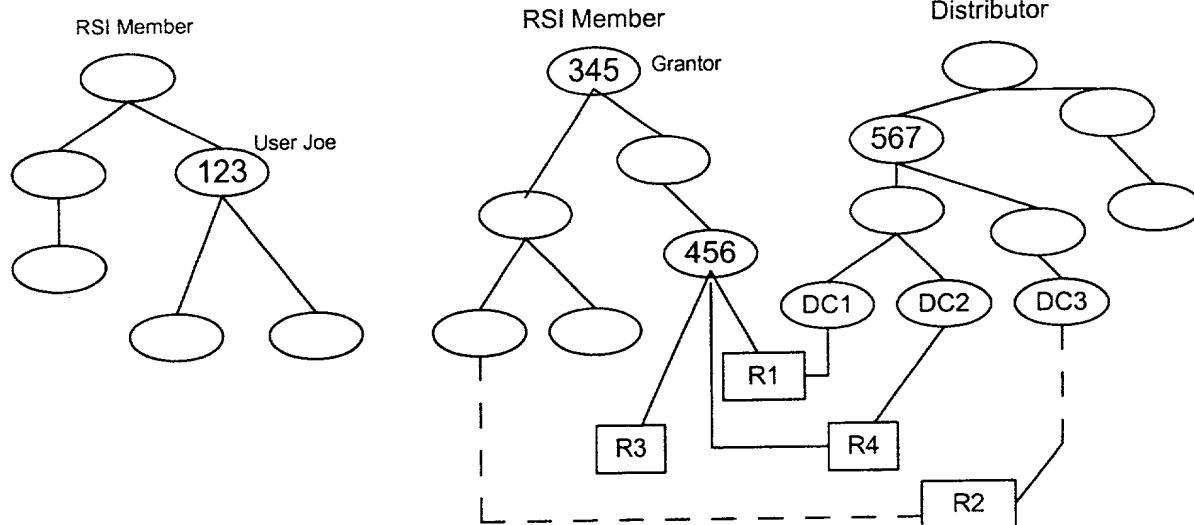 RSI Member
RSI Member
Distributor
345
Grantor
User Joe
123
567
456
DC1
DC2
DC3
R1
R3
R4
R2